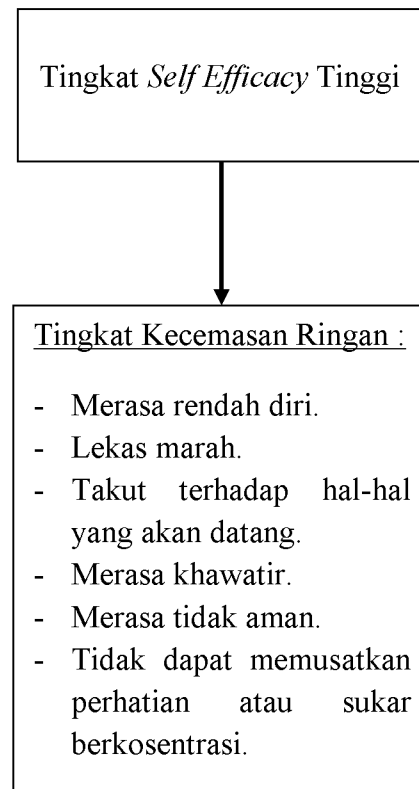 Tingkat Self Efficacy Tinggi
Tingkat Kecemasan Ringan :
- Merasa rendah diri.
- Lekas marah.
- Takut terhadap hal-hal
yang akan datang.
- Merasa khawatir.
- Merasa tidak aman.
- Tidak dapat memusatkan
perhatian atau sukar
berkosentrasi.